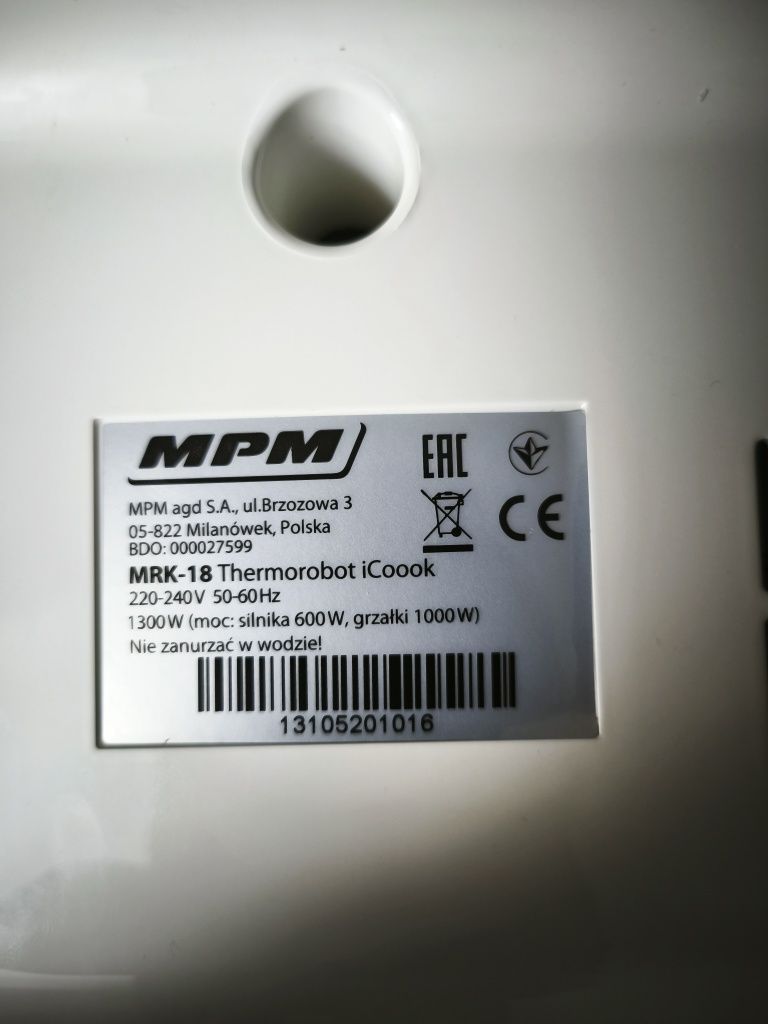 MPM
EAC
MPM agd S.A., ul.Brzozowa 3
05-822 Milanówek, Polska
BDO: 000027599
CE
MRK-18 Thermorobot iCoook
220-240V 50-60Hz
1300W (moc: silnika 600W, grzałki 1000W)
Nie zanurzać w wodzie!
13105201016